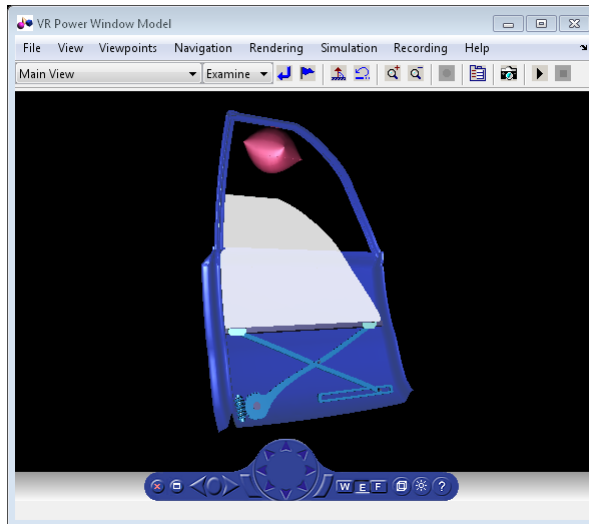 VR Power Window Model
File View Viewpoints Navigation Rendering Simulation Recording Help
Main View Examine
W E F ?